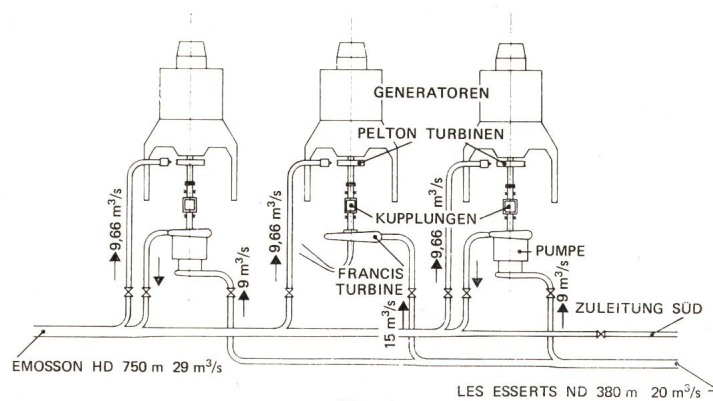 GENERATOREN
PELTON TURBINEN
9,66 m³/s
9 m³/s
9,66 m³/s
KUPPLUNGEN
FRANCIS
TURBINE
15 m³/s
9,66 m³/s
PUMPE
9 m³/s
ZULEITUNG SÜD
EMOSSON HD 750 m 29 m³/s
LES ESSERTS ND 380 m 20 m³/s